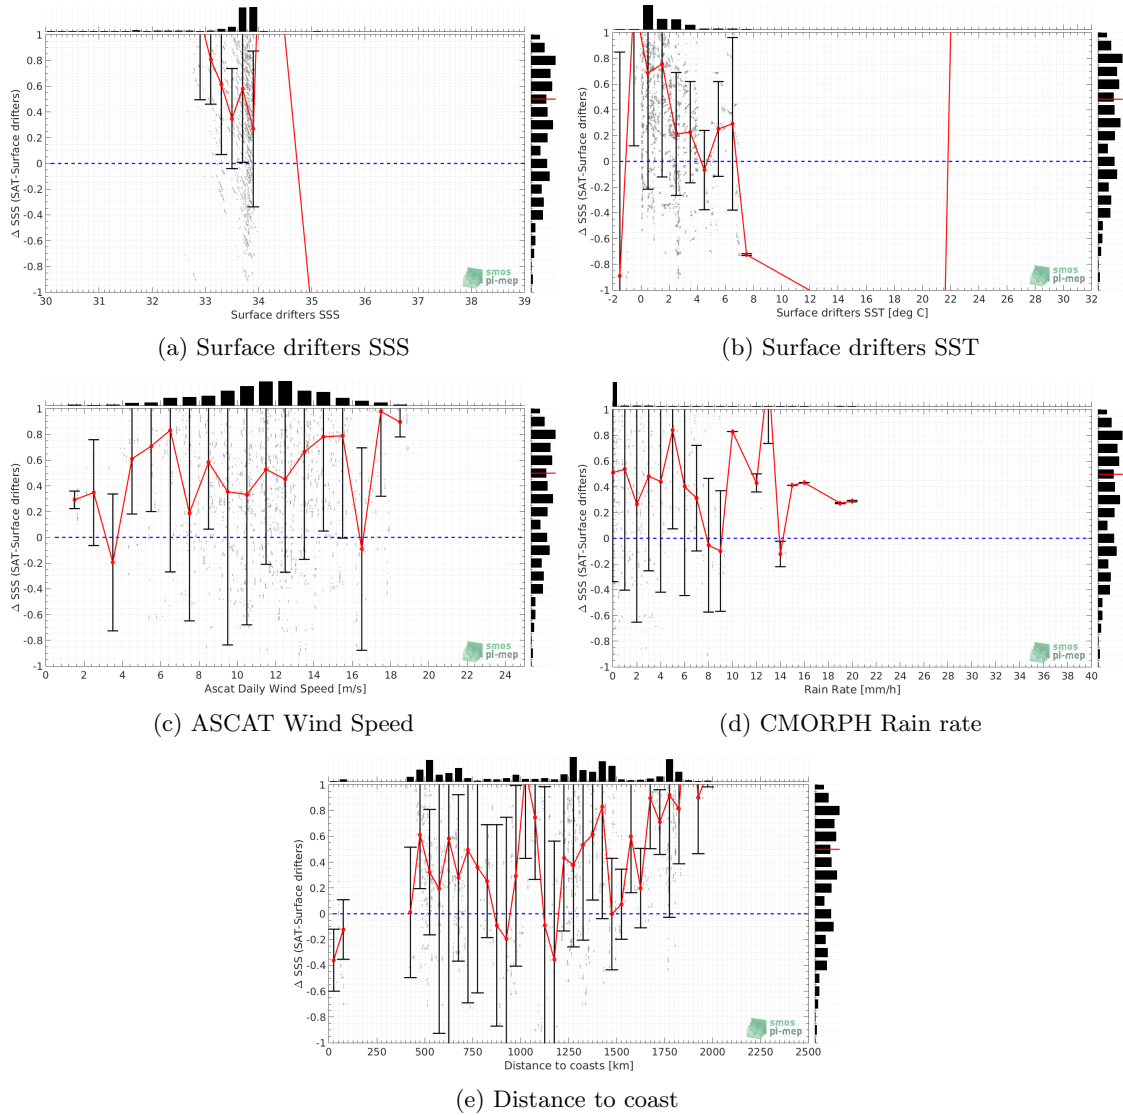 1
0.8
0.6
0.4
0.2
0
-0.2
-0.4
-0.6
-0.8
-1
Δ SSS (SAT-Surface drifters)
30 31 32 33 34 35 36 37 38 39
Surface drifters SSS
smos
pi-mep
(a) Surface drifters SSS
1
0.8
0.6
0.4
0.2
0
-0.2
-0.4
-0.6
-0.8
-1
Δ SSS (SAT-Surface drifters)
-2 0 2 4 6 8 10 12 14 16 18 20 22 24 26 28 30 32
Surface drifters SST [deg C]
smos
pi-mep
(b) Surface drifters SST
1
0.8
0.6
0.4
0.2
0
-0.2
-0.4
-0.6
-0.8
-1
Δ SSS (SAT-Surface drifters)
0 2 4 6 8 10 12 14 16 18 20 22 24
Ascat Daily Wind Speed [m/s]
smos
pi-mep
(c) ASCAT Wind Speed
1
0.8
0.6
0.4
0.2
0
-0.2
-0.4
-0.6
-0.8
-1
Δ SSS (SAT-Surface drifters)
0 2 4 6 8 10 12 14 16 18 20 22 24 26 28 30 32 34 36 38 40
Rain Rate [mm/h]
smos
pi-mep
(d) CMORPH Rain rate
1
0.8
0.6
0.4
0.2
0
-0.2
-0.4
-0.6
-0.8
-1
Δ SSS (SAT-Surface drifters)
0 250 500 750 1000 1250 1500 1750 2000 2250 2500
Distance to coasts [km]
smos
pi-mep
(e) Distance to coast